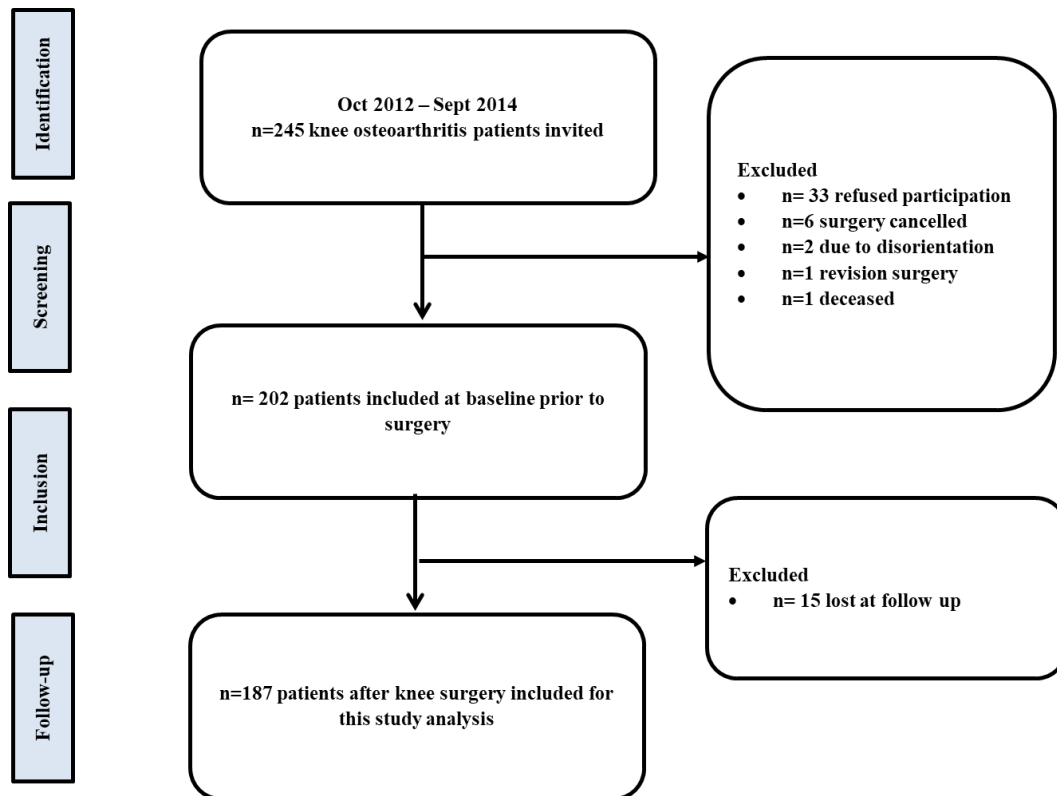 Identification
Oct 2012 – Sept 2014
n=245 knee osteoarthritis patients invited
Excluded
• n= 33 refused participation
• n=6 surgery cancelled
• n=2 due to disorientation
• n=1 revision surgery
• n=1 deceased
Screening
n= 202 patients included at baseline prior to
surgery
Inclusion
Excluded
• n= 15 lost at follow up
Follow-up
n=187 patients after knee surgery included for
this study analysis